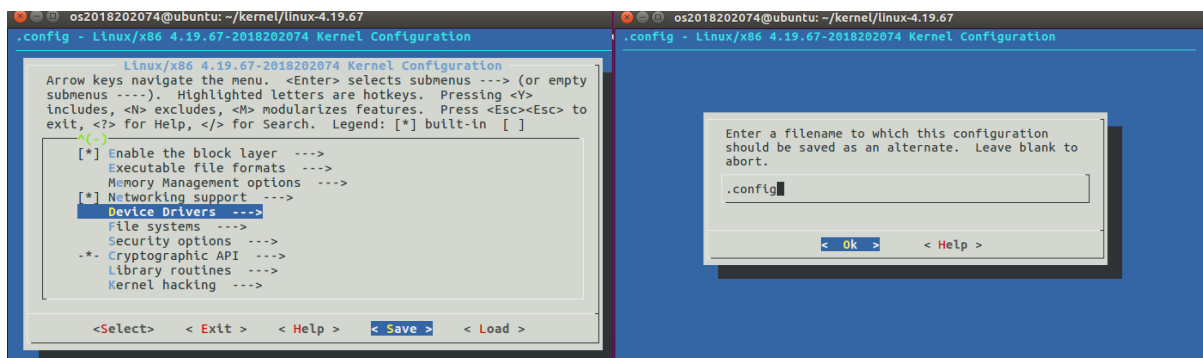 os2018202074@ubuntu: ~/kernel/linux-4.19.67
.config - Linux/x86 4.19.67-2018202074 Kernel Configuration
Linux/x86 4.19.67-2018202074 Kernel Configuration
Arrow keys navigate the menu.  <Enter> selects submenus ---> (or empty
submenus ----).  Highlighted letters are hotkeys.  Pressing <Y>
includes, <N> excludes, <M> modularizes features.  Press <Esc><Esc> to
exit, <?> for Help, </> for Search.  Legend: [*] built-in  [ ]
^(-)
[*] Enable the block layer  --->
Executable file formats  --->
Memory Management options  --->
[*] Networking support  --->
Device Drivers  --->
File systems  --->
Security options  --->
-*- Cryptographic API  --->
Library routines  --->
Kernel hacking  --->
<Select>    < Exit >    < Help >    < Save >    < Load >
os2018202074@ubuntu: ~/kernel/linux-4.19.67
.config - Linux/x86 4.19.67-2018202074 Kernel Configuration
Enter a filename to which this configuration
should be saved as an alternate.  Leave blank to
abort.
.config
<  Ok  >      < Help >